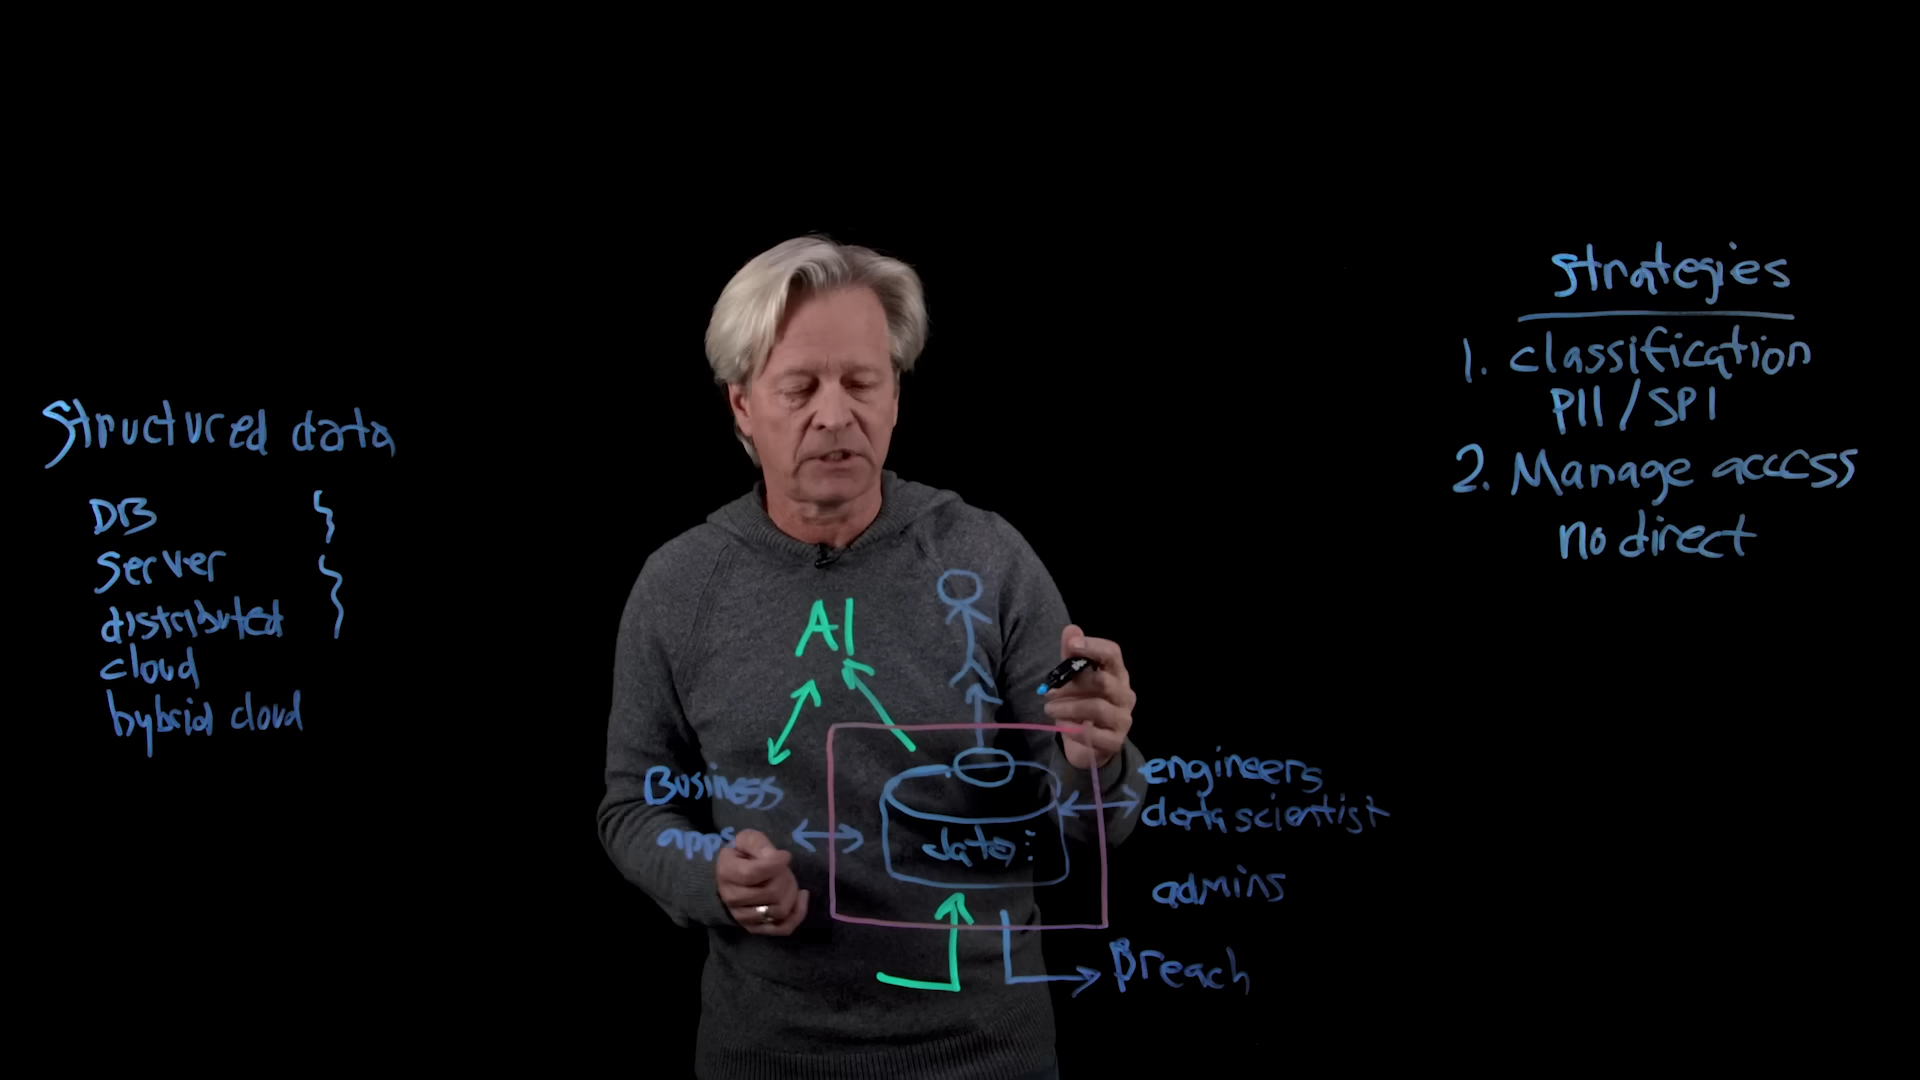 Structured data
DB
Server
distributed
cloud
hybrid cloud
AI
Business
apps
data
engineers
data scientist
admins
Breach
Strategies
1. classification
PII/SPI
2. Manage access
no direct